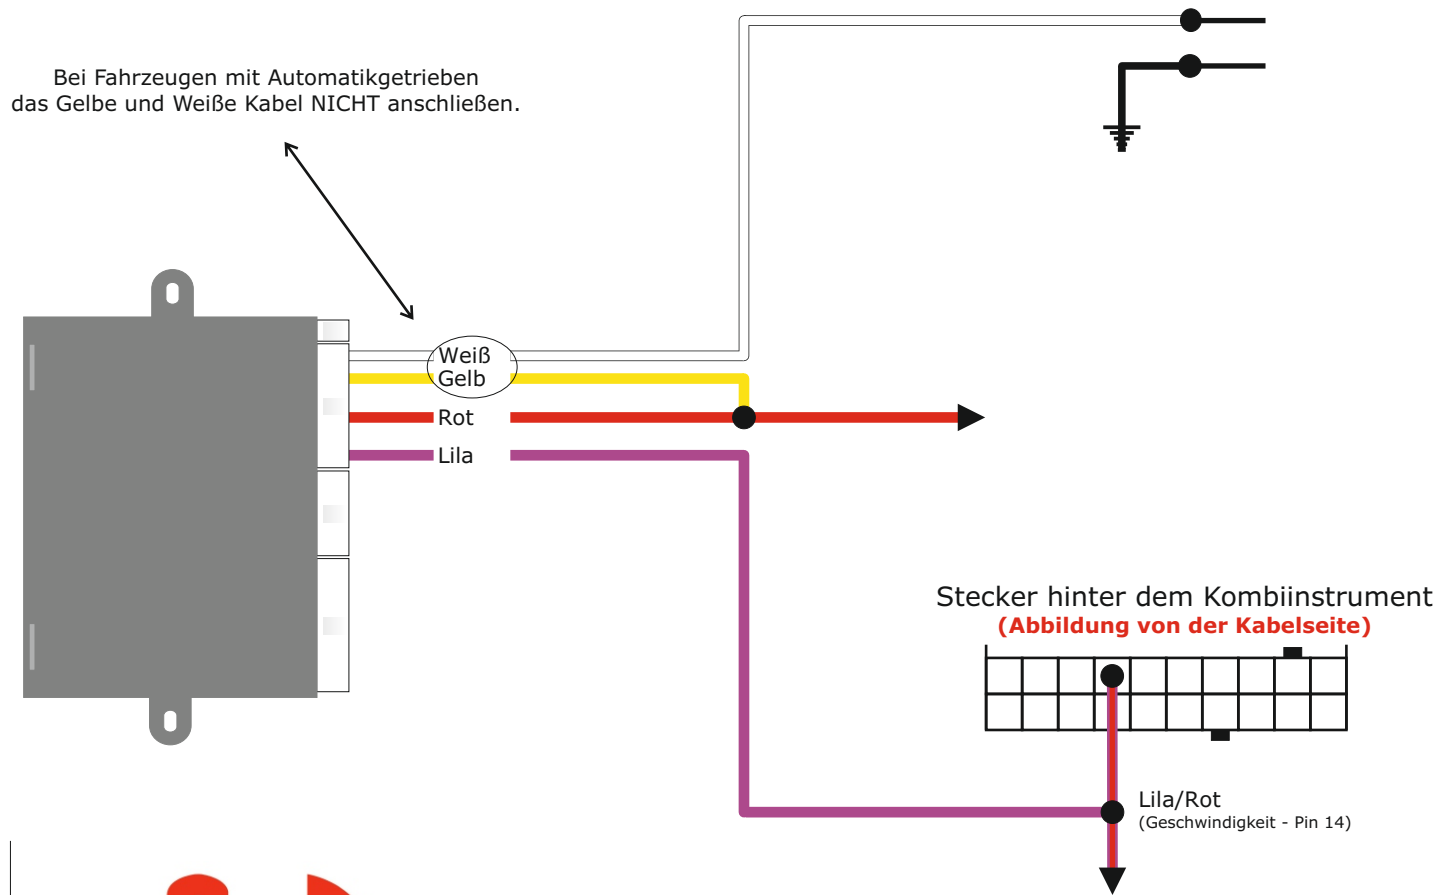 Bei Fahrzeugen mit Automatikgetrieben
das Gelbe und Weiße Kabel NICHT anschließen.
Weiß
Gelb
Rot
Lila
Stecker hinter dem Kombiinstrument
(Abbildung von der Kabelseite)
Lila/Rot
(Geschwindigkeit - Pin 14)